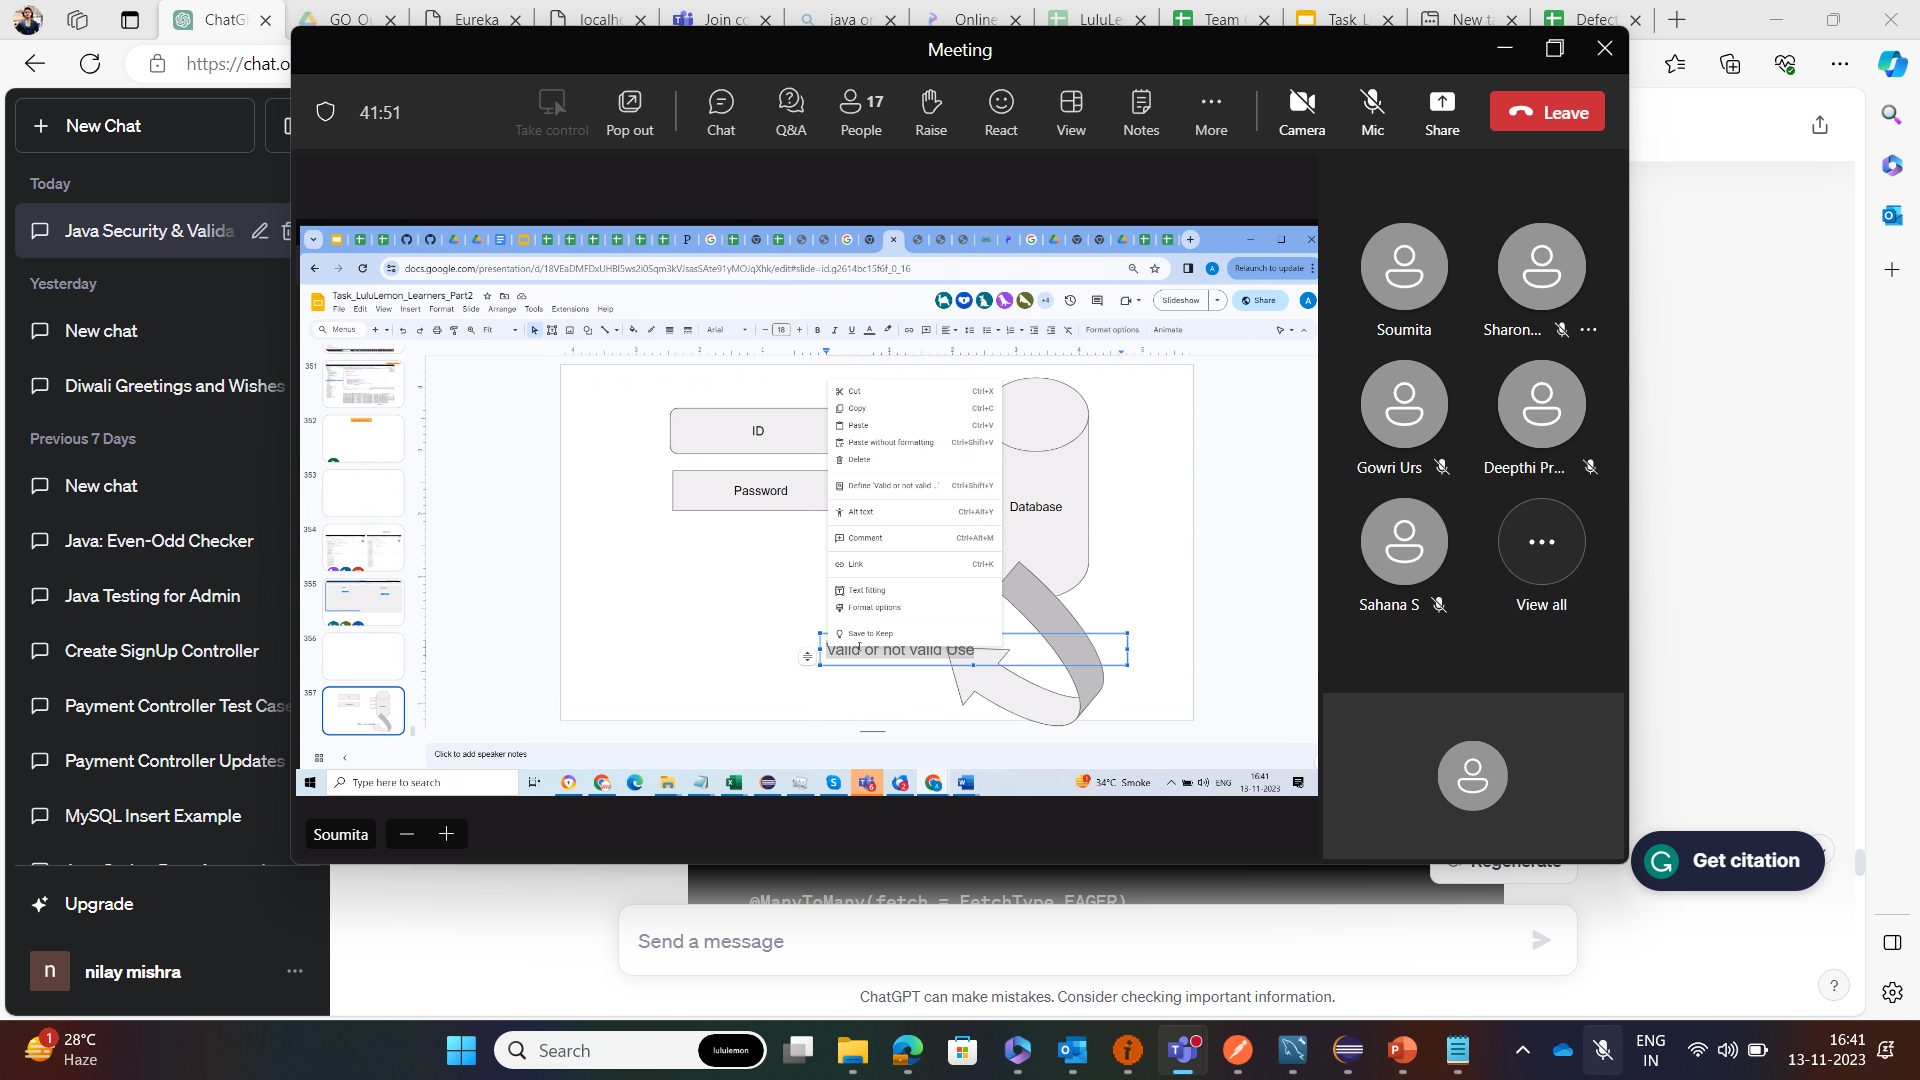 ChatG
GO O
Eureka
localh
Join co
java or
Online
LuluLe
Team
Task L
New ta
Defect
https://chat.o
Meeting
41:51
Take control
Pop out
Chat
Q&A
17
People
Raise
React
View
Notes
More
Camera
Mic
Share
Leave
New Chat
Today
Java Security & Valida
Yesterday
New chat
Diwali Greetings and Wishes
Previous 7 Days
New chat
Java: Even-Odd Checker
Java Testing for Admin
Create SignUp Controller
Payment Controller Test Case
Payment Controller Updates
MySQL Insert Example
Upgrade
n
nilay mishra
docs.google.com/presentation/d/18VEaDMFDxUHBl5ws2i0Sqm3kVJsasSAte91yMOJqXhk/edit#slide=id.g2614bc15f6f_0_16
Relaunch to update
Task_LuluLemon_Learners_Part2
File Edit View Insert Format Slide Arrange Tools Extensions Help
+4
Slideshow
Share
A
Menus
Fit
Arial
18
B I U A
Format options
Animate
351
352
353
354
355
356
357
ID
Password
Database
Cut Ctrl+X
Copy Ctrl+C
Paste Ctrl+V
Paste without formatting Ctrl+Shift+V
Delete
Define 'Valid or not valid ...' Ctrl+Shift+Y
Alt text Ctrl+Alt+Y
Comment Ctrl+Alt+M
Link Ctrl+K
Text fitting
Format options
Save to Keep
Valid or not valid Use
Click to add speaker notes
Type here to search
34°C Smoke
ENG
16:41
13-11-2023
Soumita
Soumita
Sharon...
Gowri Urs
Deepthi Pr...
Sahana S
View all
Get citation
Regenerate
@ManyToMany(fetch = FetchType.EAGER)
Send a message
ChatGPT can make mistakes. Consider checking important information.
?
1
28°C
Haze
Search
lululemon
ENG
IN
16:41
13-11-2023